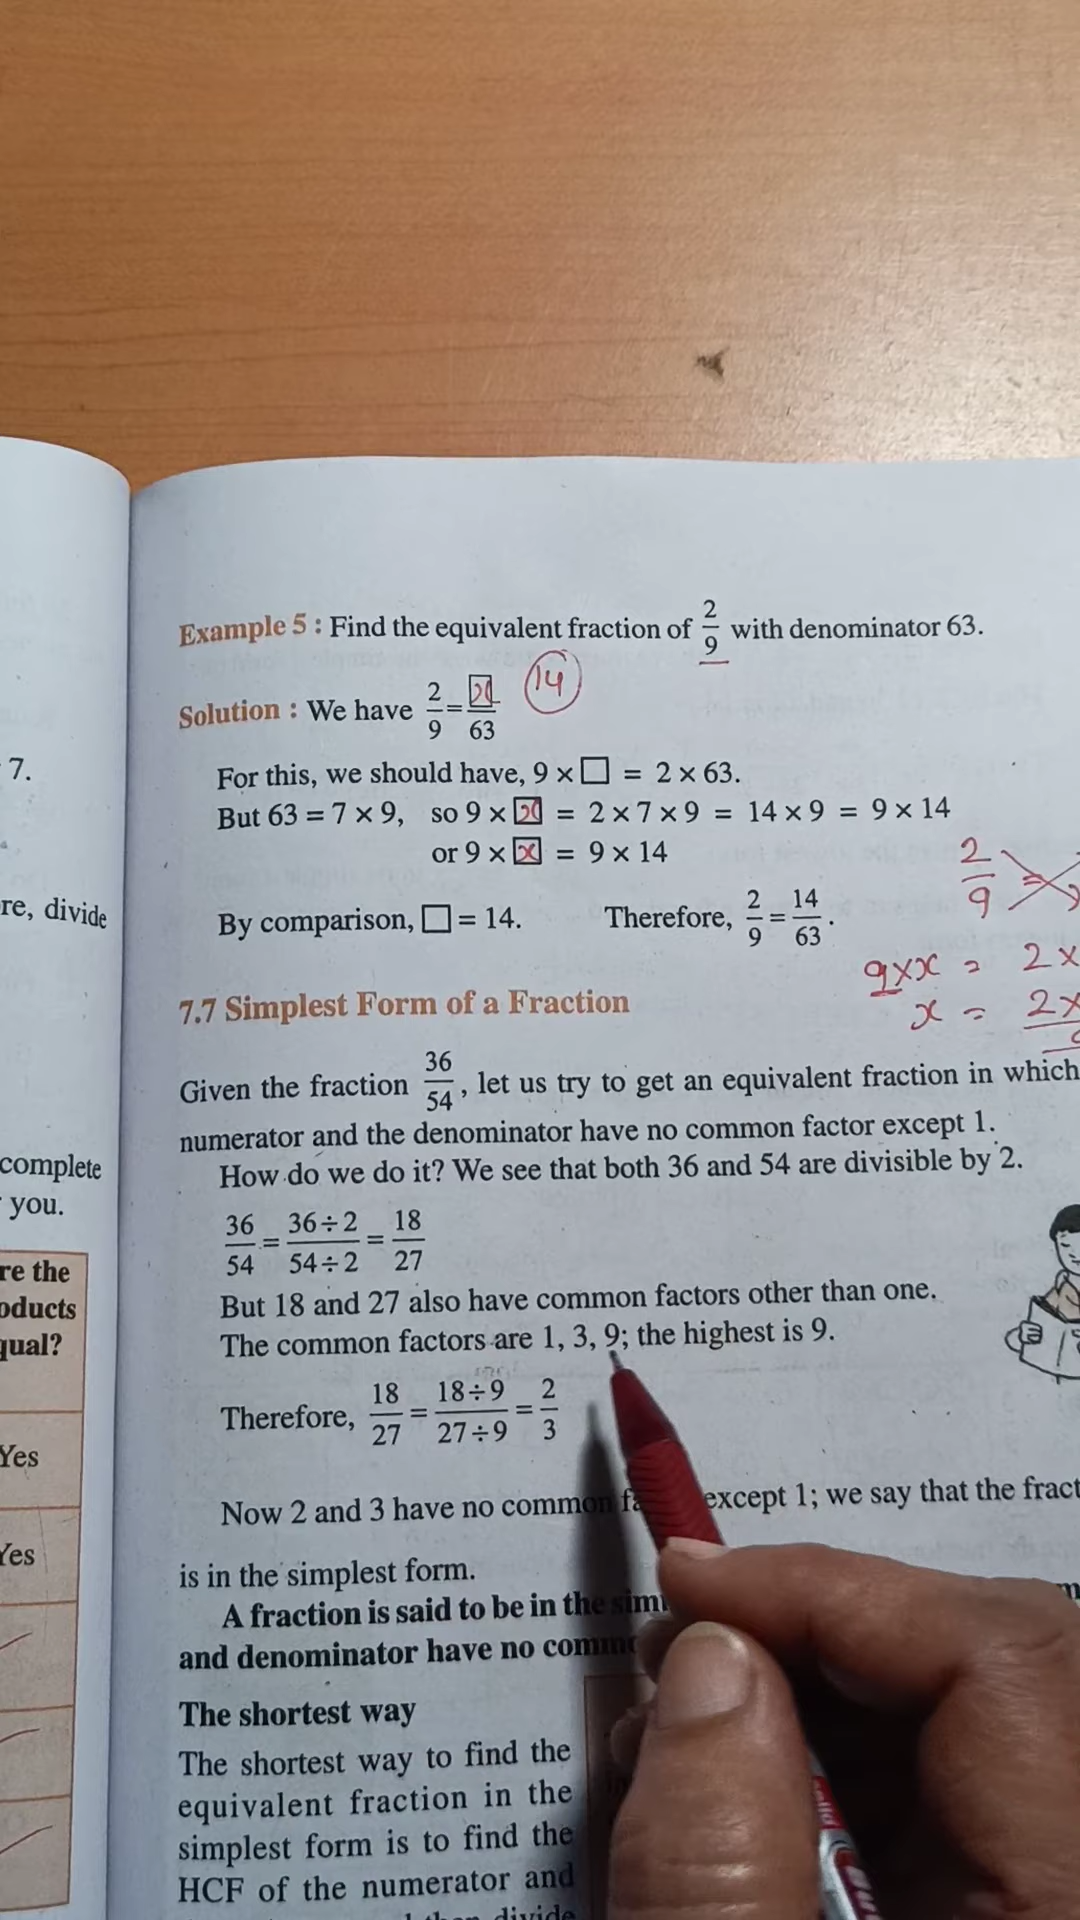 7.
re, divide
complete
you.
re the
oducts
qual?
Yes
Yes
Example 5 : Find the equivalent fraction of 2/9 with denominator 63.
Solution : We have 2/9 = x/63 14
For this, we should have, 9 × □ = 2 × 63.
But 63 = 7 × 9, so 9 × x = 2 × 7 × 9 = 14 × 9 = 9 × 14
or 9 × x = 9 × 14
2/9 =
By comparison, □ = 14. Therefore, 2/9 = 14/63.
9×x = 2×
x = 2×
7.7 Simplest Form of a Fraction
Given the fraction 36/54, let us try to get an equivalent fraction in which
numerator and the denominator have no common factor except 1.
How do we do it? We see that both 36 and 54 are divisible by 2.
36/54 = 36÷2/54÷2 = 18/27
But 18 and 27 also have common factors other than one.
The common factors are 1, 3, 9; the highest is 9.
Therefore, 18/27 = 18÷9/27÷9 = 2/3
Now 2 and 3 have no common except 1; we say that the fract
is in the simplest form.
A fraction is said to be in the sim
and denominator have no commo
The shortest way
The shortest way to find the
equivalent fraction in the
simplest form is to find the
HCF of the numerator and
divide